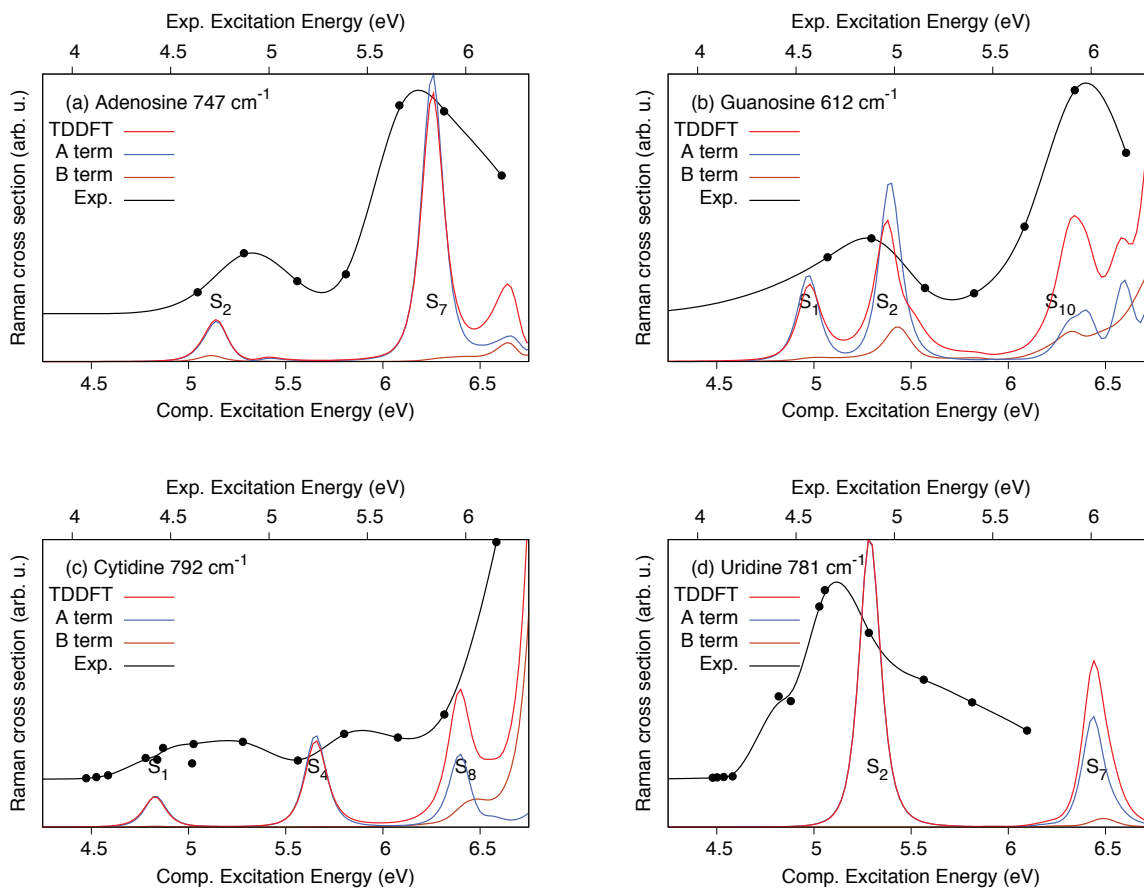 Exp. Excitation Energy (eV)
4 4.5 5 5.5 6
Raman cross section (arb. u.)
(a) Adenosine 747 cm⁻¹
TDDFT
A term
B term
Exp.
S₂
S₇
4.5 5 5.5 6 6.5
Comp. Excitation Energy (eV)
Exp. Excitation Energy (eV)
4 4.5 5 5.5 6
Raman cross section (arb. u.)
(b) Guanosine 612 cm⁻¹
TDDFT
A term
B term
Exp.
S₁
S₂
S₁₀
4.5 5 5.5 6 6.5
Comp. Excitation Energy (eV)
Exp. Excitation Energy (eV)
4 4.5 5 5.5 6
Raman cross section (arb. u.)
(c) Cytidine 792 cm⁻¹
TDDFT
A term
B term
Exp.
S₁
S₄
S₈
4.5 5 5.5 6 6.5
Comp. Excitation Energy (eV)
Exp. Excitation Energy (eV)
4 4.5 5 5.5 6
Raman cross section (arb. u.)
(d) Uridine 781 cm⁻¹
TDDFT
A term
B term
Exp.
S₂
S₇
4.5 5 5.5 6 6.5
Comp. Excitation Energy (eV)